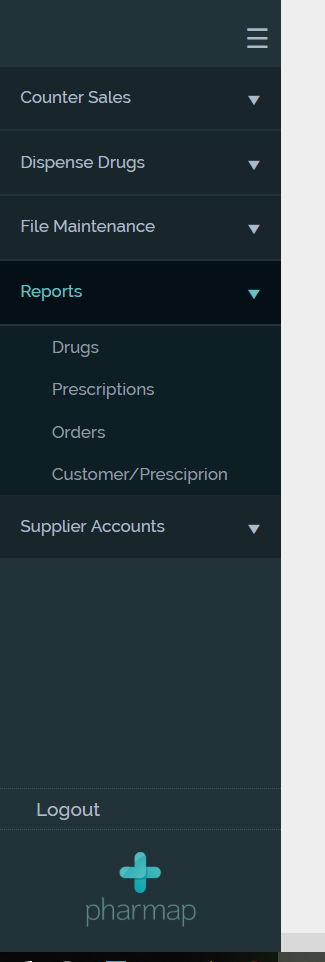 Counter Sales
Dispense Drugs
File Maintenance
Reports
Drugs
Prescriptions
Orders
Customer/Presciprion
Supplier Accounts
Logout
pharmap